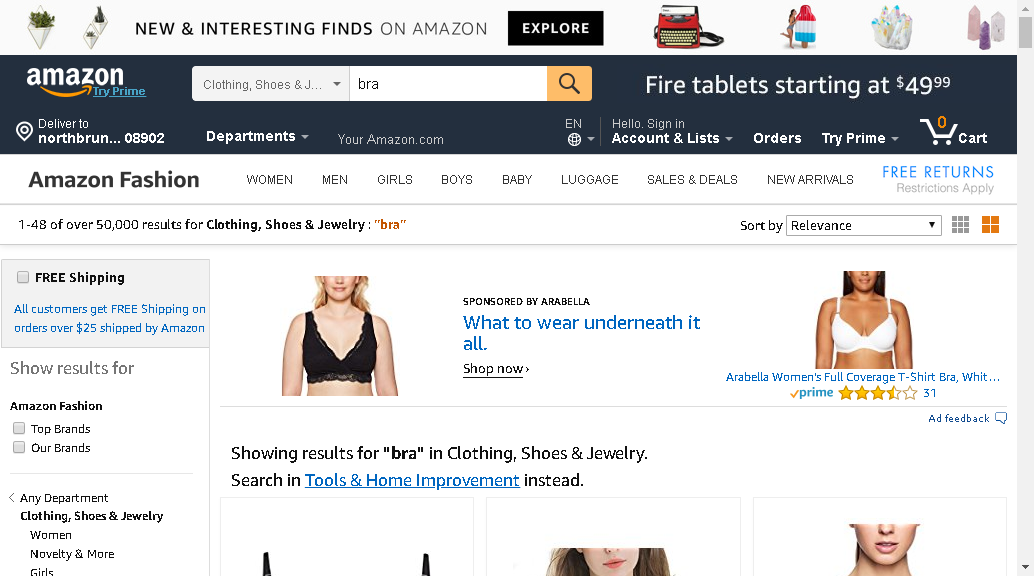 NEW & INTERESTING FINDS ON AMAZON EXPLORE
amazon
Try Prime
Clothing, Shoes & J... bra
Fire tablets starting at $49.99
Deliver to
northbrun... 08902
Departments
Your Amazon.com
EN
Hello. Sign in
Account & Lists
Orders
Try Prime
0
Cart
Amazon Fashion
WOMEN MEN GIRLS BOYS BABY LUGGAGE SALES & DEALS NEW ARRIVALS
FREE RETURNS
Restrictions Apply
1-48 of over 50,000 results for Clothing, Shoes & Jewelry : "bra"
Sort by Relevance
FREE Shipping
All customers get FREE Shipping on
orders over $25 shipped by Amazon
Show results for
Amazon Fashion
Top Brands
Our Brands
Any Department
Clothing, Shoes & Jewelry
Women
Novelty & More
Girls
SPONSORED BY ARABELLA
What to wear underneath it
all.
Shop now ›
Arabella Women's Full Coverage T-Shirt Bra, Whit...
prime 31
Ad feedback
Showing results for "bra" in Clothing, Shoes & Jewelry.
Search in Tools & Home Improvement instead.